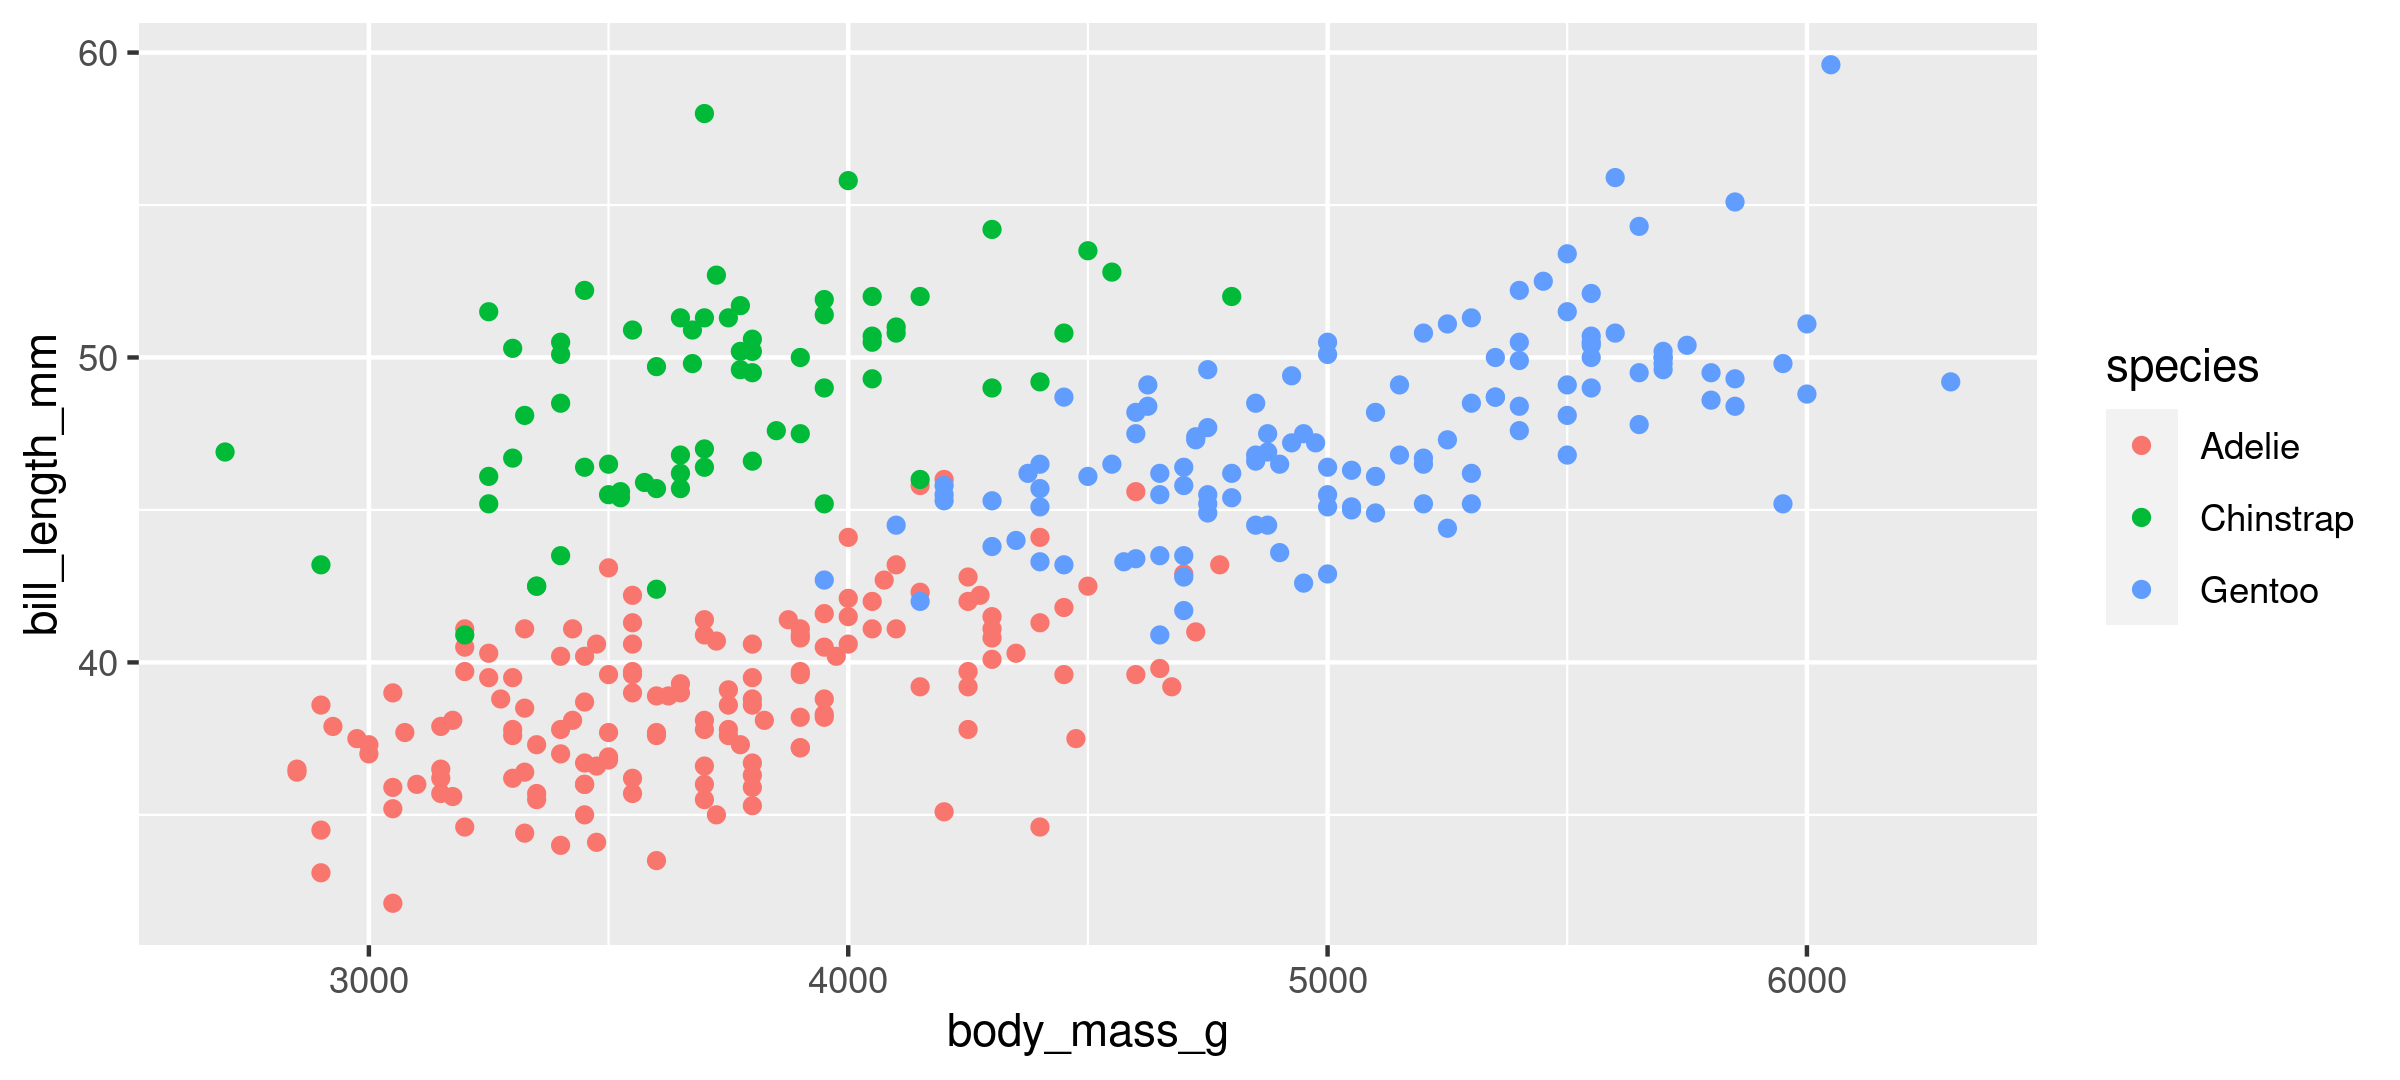 60
50
40
bill_length_mm
3000 4000 5000 6000
body_mass_g
species
Adelie
Chinstrap
Gentoo